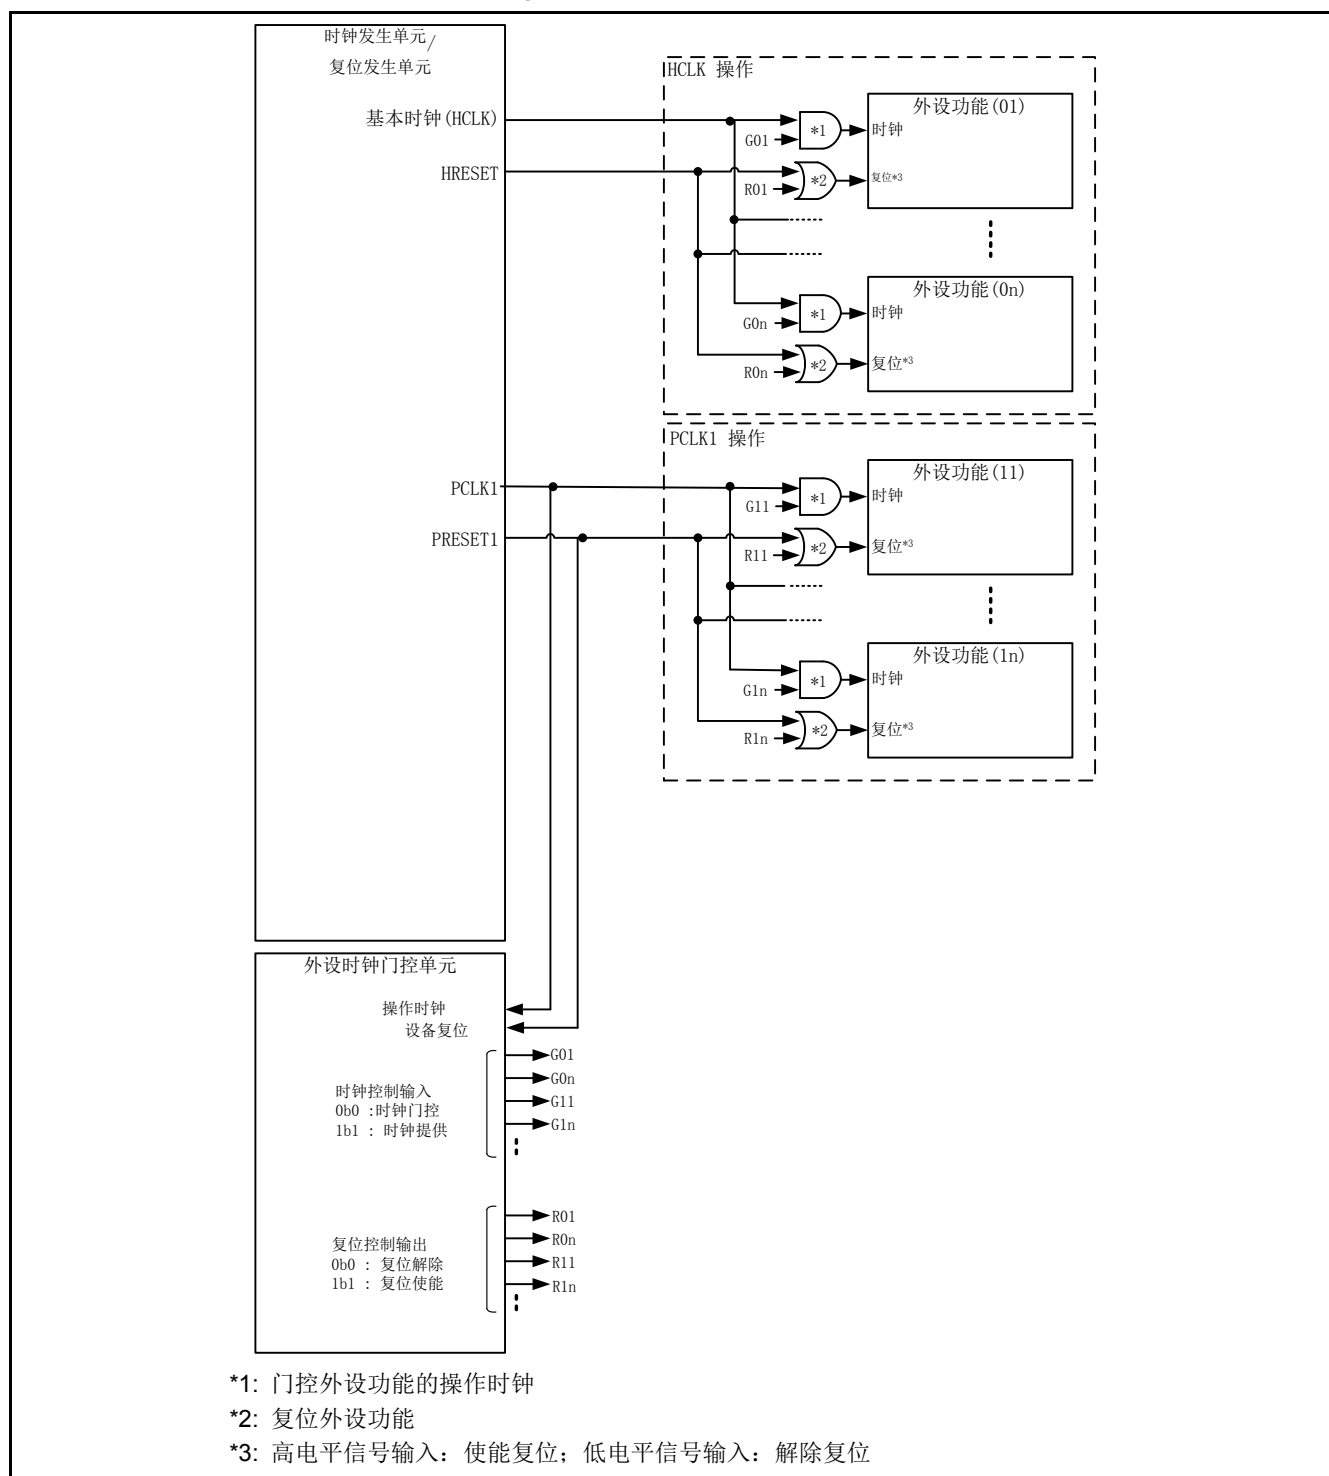 时钟发生单元/
复位发生单元
基本时钟(HCLK)
HRESET
HCLK 操作
G01
*1
时钟
外设功能(01)
R01
*2
复位*3
外设功能(0n)
G0n
*1
时钟
R0n
*2
复位*3
PCLK1
PRESET1
PCLK1 操作
外设功能(11)
G11
*1
时钟
R11
*2
复位*3
外设功能(1n)
G1n
*1
时钟
R1n
*2
复位*3
外设时钟门控单元
操作时钟
设备复位
时钟控制输入
0b0 :时钟门控
1b1 : 时钟提供
G01
G0n
G11
G1n
复位控制输出
0b0 : 复位解除
1b1 : 复位使能
R01
R0n
R11
R1n
*1: 门控外设功能的操作时钟
*2: 复位外设功能
*3: 高电平信号输入：使能复位；低电平信号输入：解除复位